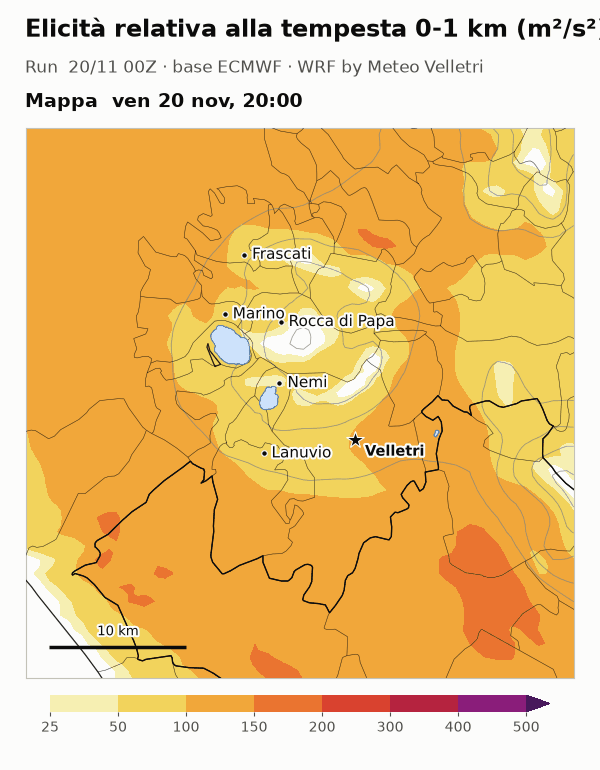 Elicità relativa alla tempesta 0-1 km (m²/s²)
Run  20/11 00Z · base ECMWF · WRF by Meteo Velletri
Mappa  ven 20 nov, 20:00
Frascati
Marino
Rocca di Papa
Nemi
Lanuvio
Velletri
10 km
25 50 100 150 200 300 400 500